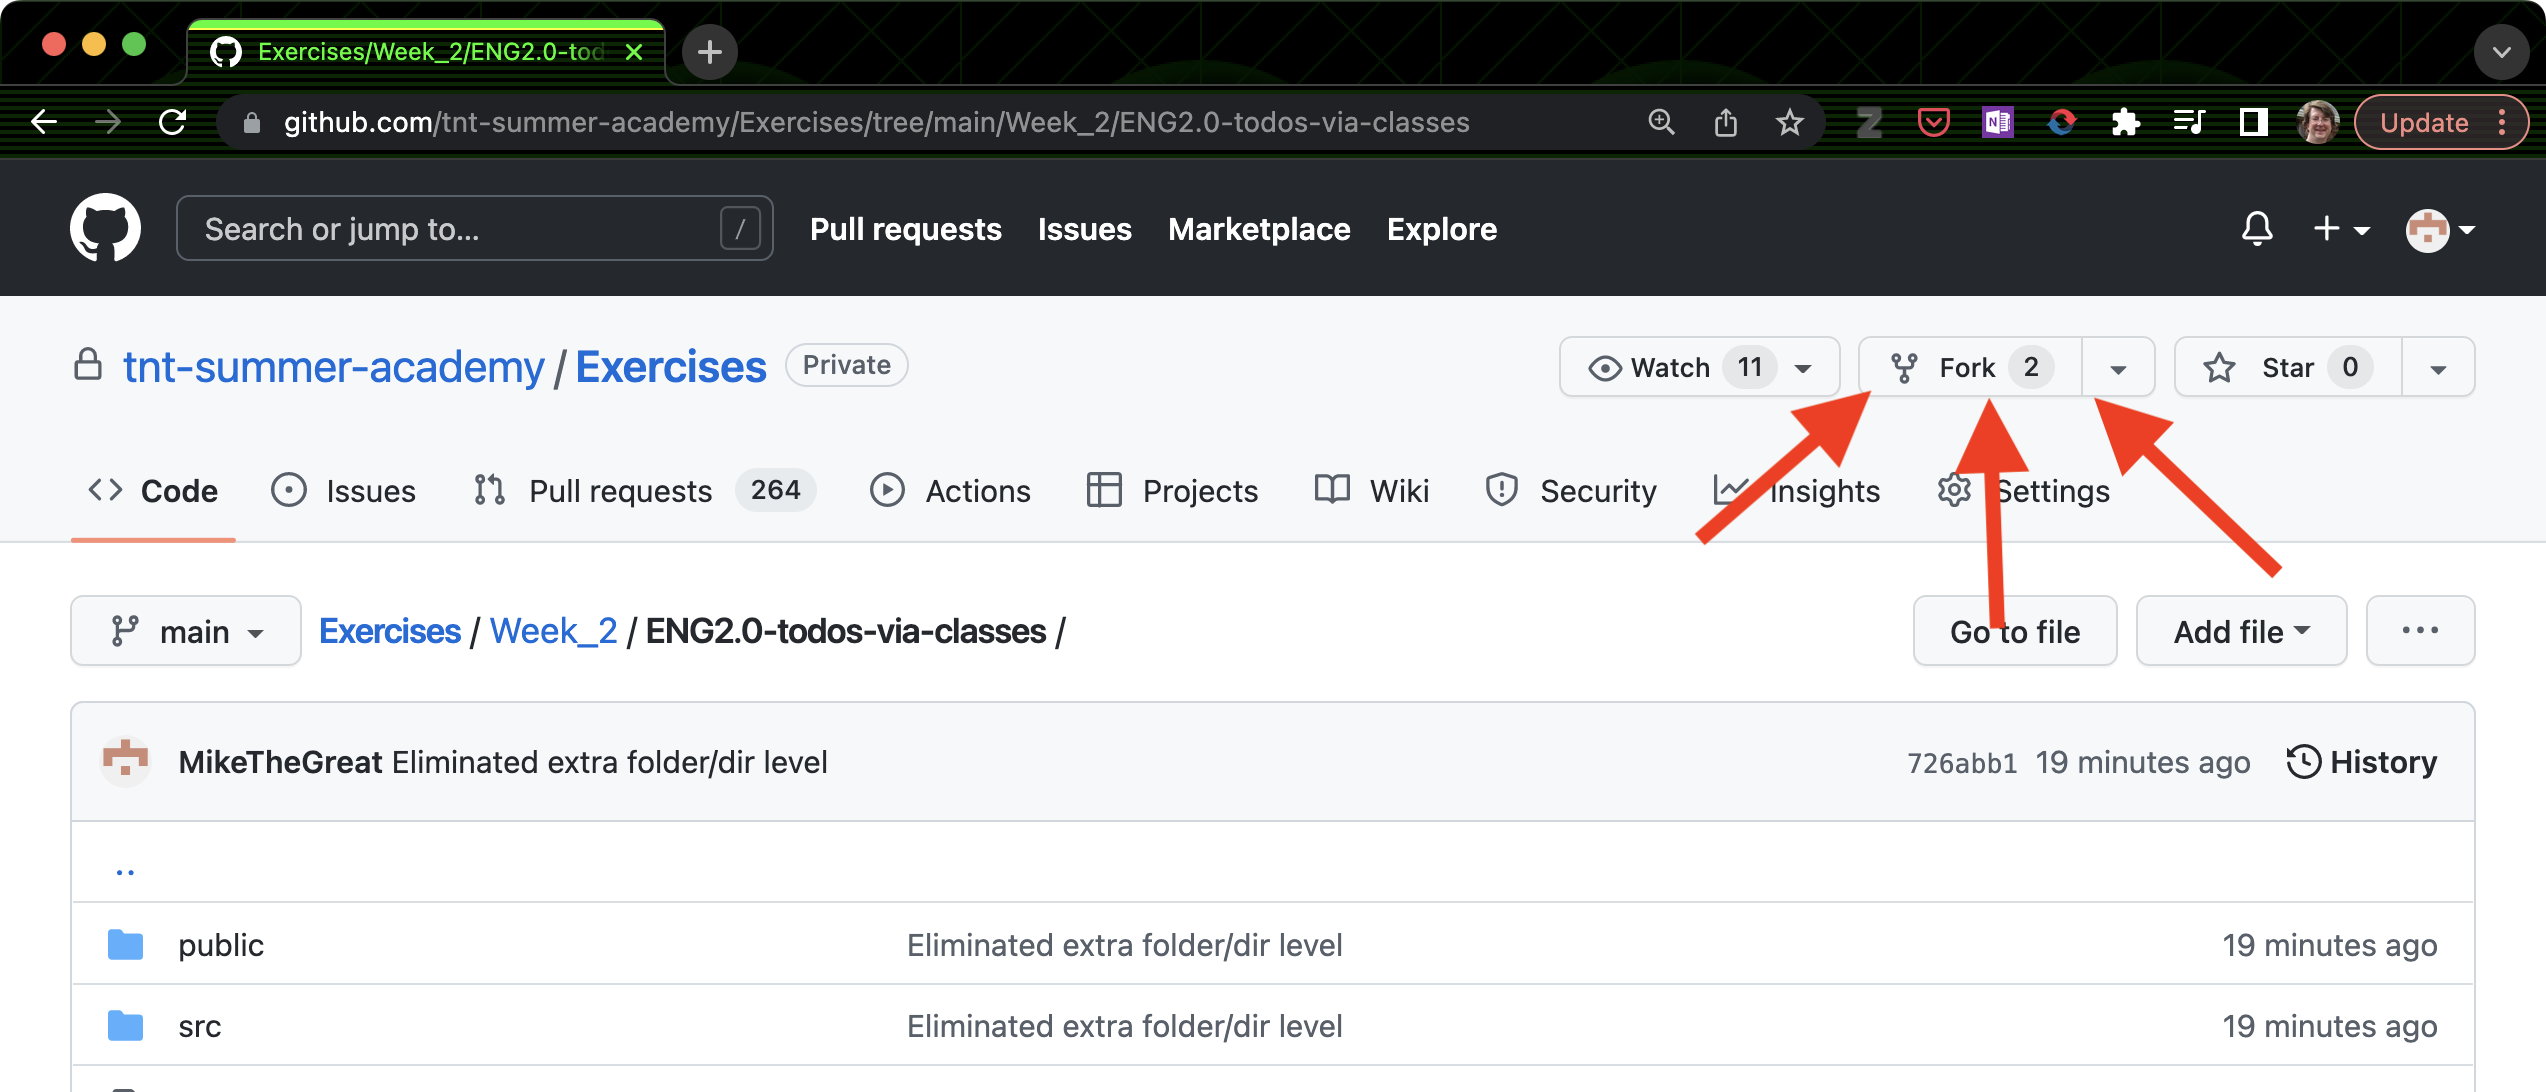 Exercises/Week_2/ENG2.0-tod
github.com/tnt-summer-academy/Exercises/tree/main/Week_2/ENG2.0-todos-via-classes
Update
Search or jump to... /
Pull requests Issues Marketplace Explore
tnt-summer-academy / Exercises Private
Watch 11 Fork 2 Star 0
Code Issues Pull requests 264 Actions Projects Wiki Security Insights Settings
main Exercises / Week_2 / ENG2.0-todos-via-classes /
Go to file Add file ...
MikeTheGreat Eliminated extra folder/dir level 726abb1 19 minutes ago History
..
public Eliminated extra folder/dir level 19 minutes ago
src Eliminated extra folder/dir level 19 minutes ago